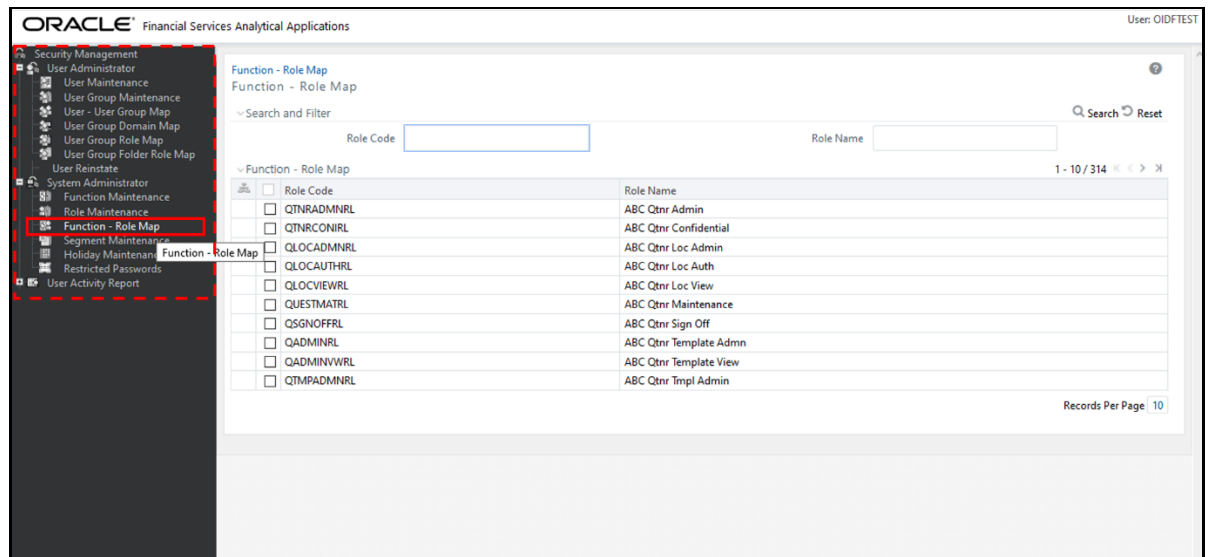 ORACLE® Financial Services Analytical Applications
User: OIDFTEST
Security Management
User Administrator
User Maintenance
User Group Maintenance
User - User Group Map
User Group Domain Map
User Group Role Map
User Group Folder Role Map
User Reinstate
System Administrator
Function Maintenance
Role Maintenance
Function - Role Map
Segment Maintenance
Holiday Maintenan
Function - Role Map
Restricted Passwords
User Activity Report
Function - Role Map
Function - Role Map
Search and Filter
Search Reset
Role Code
Role Name
Function - Role Map
1 - 10 / 314
Role Code Role Name
QTNRADMNRL ABC Qtnr Admin
QTNRCONIRL ABC Qtnr Confidential
QLOCADMNRL ABC Qtnr Loc Admin
QLOCAUTHRL ABC Qtnr Loc Auth
QLOCVIEWRL ABC Qtnr Loc View
QUESTMATRL ABC Qtnr Maintenance
QSGNOFFRL ABC Qtnr Sign Off
QADMINRL ABC Qtnr Template Admn
QADMINVWRL ABC Qtnr Template View
QTMPADMNRL ABC Qtnr Tmpl Admin
Records Per Page 10